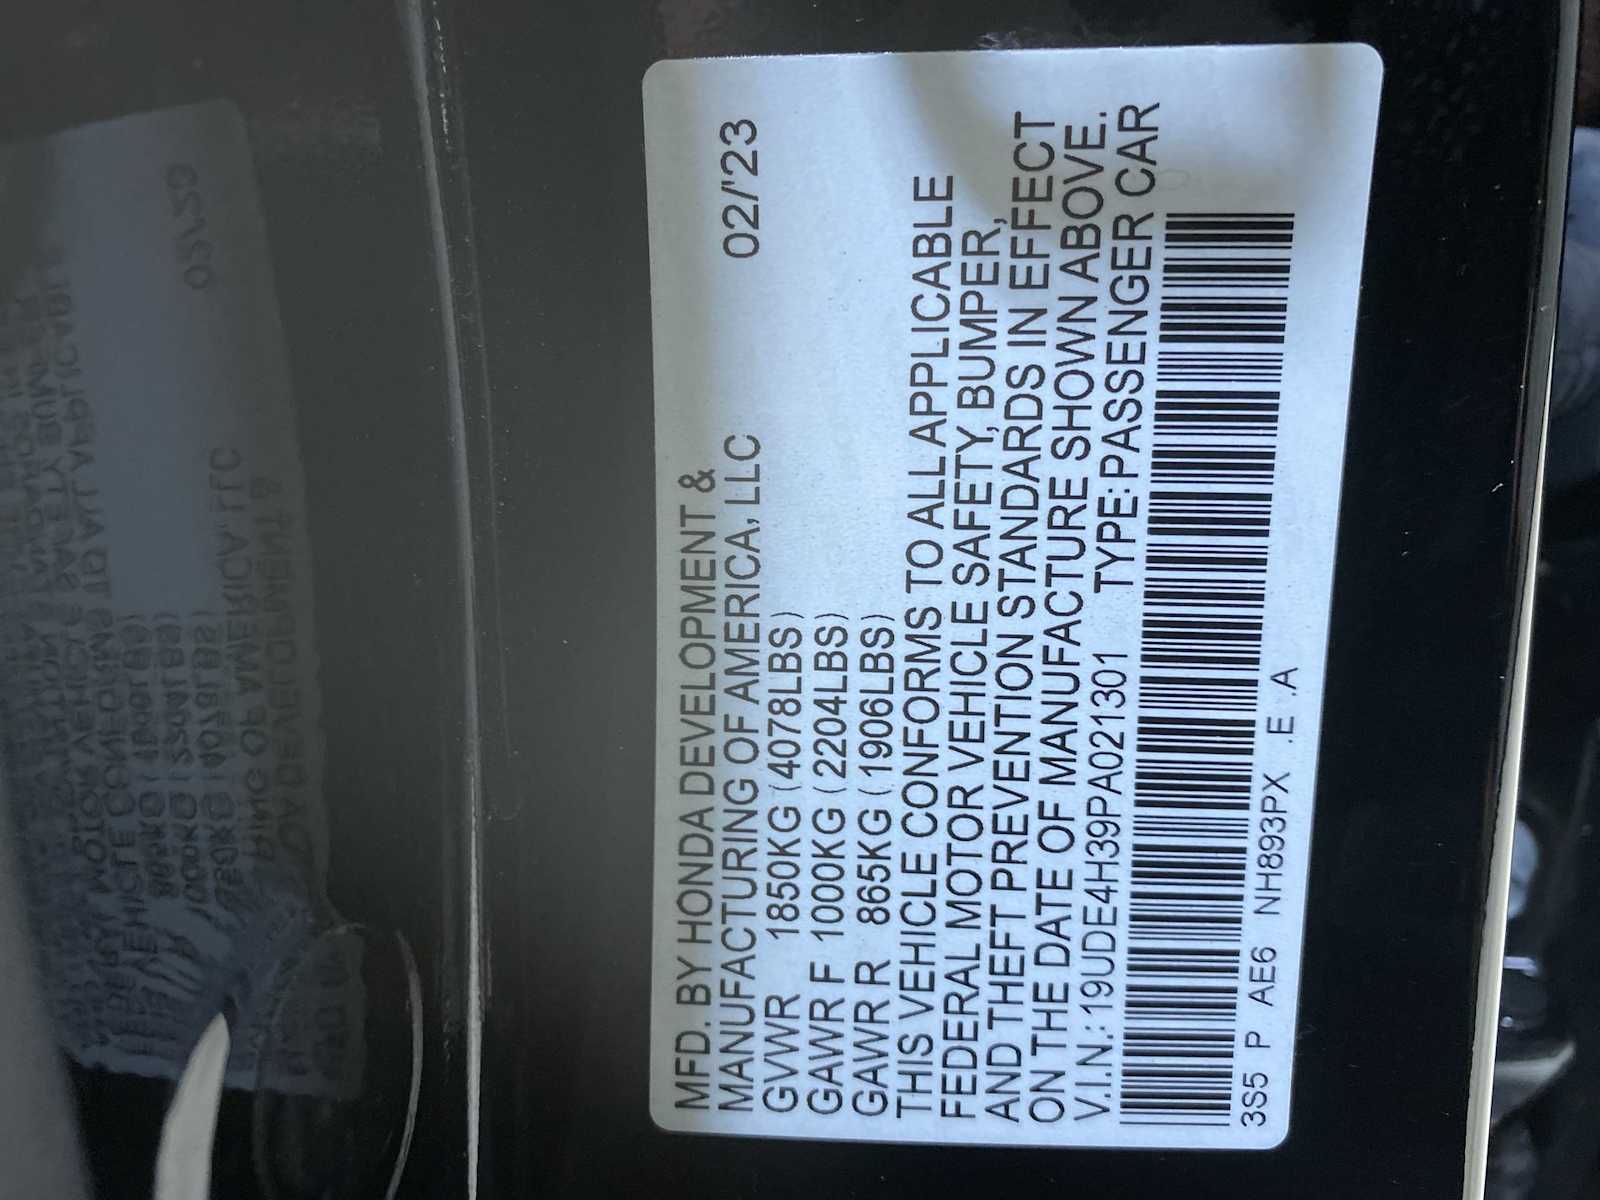 MFD. BY HONDA DEVELOPMENT &
MANUFACTURING OF AMERICA, LLC 02/'23
GVWR 1850KG (4078LBS)
GAWR F 1000KG (2204LBS)
GAWR R 865KG (1906LBS)
THIS VEHICLE CONFORMS TO ALL APPLICABLE
FEDERAL MOTOR VEHICLE SAFETY, BUMPER,
AND THEFT PREVENTION STANDARDS IN EFFECT
ON THE DATE OF MANUFACTURE SHOWN ABOVE.
V.I.N.: 19UDE4H39PA021301 TYPE: PASSENGER CAR
3S5 P AE6 NH893PX .E .A